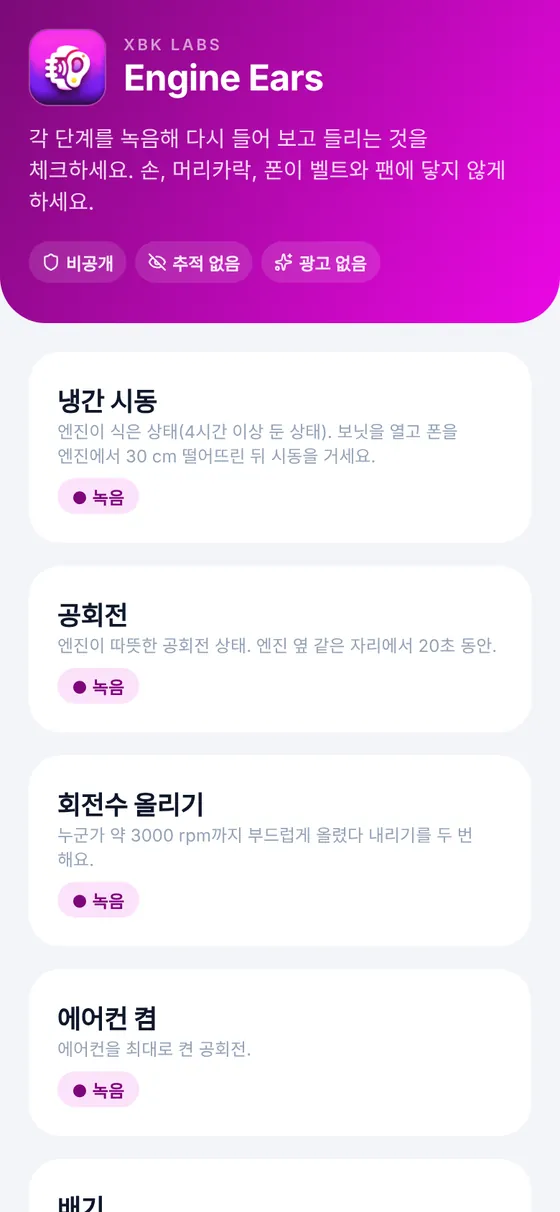 XBK LABS
Engine Ears
각 단계를 녹음해 다시 들어 보고 들리는 것을
체크하세요. 손, 머리카락, 폰이 벨트와 팬에 닿지 않게
하세요.
비공개
추적 없음
광고 없음
냉간 시동
엔진이 식은 상태(4시간 이상 둔 상태). 보닛을 열고 폰을
엔진에서 30 cm 떨어뜨린 뒤 시동을 거세요.
녹음
공회전
엔진이 따뜻한 공회전 상태. 엔진 옆 같은 자리에서 20초 동안.
녹음
회전수 올리기
누군가 약 3000 rpm까지 부드럽게 올렸다 내리기를 두 번
해요.
녹음
에어컨 켬
에어컨을 최대로 켠 공회전.
녹음
배기